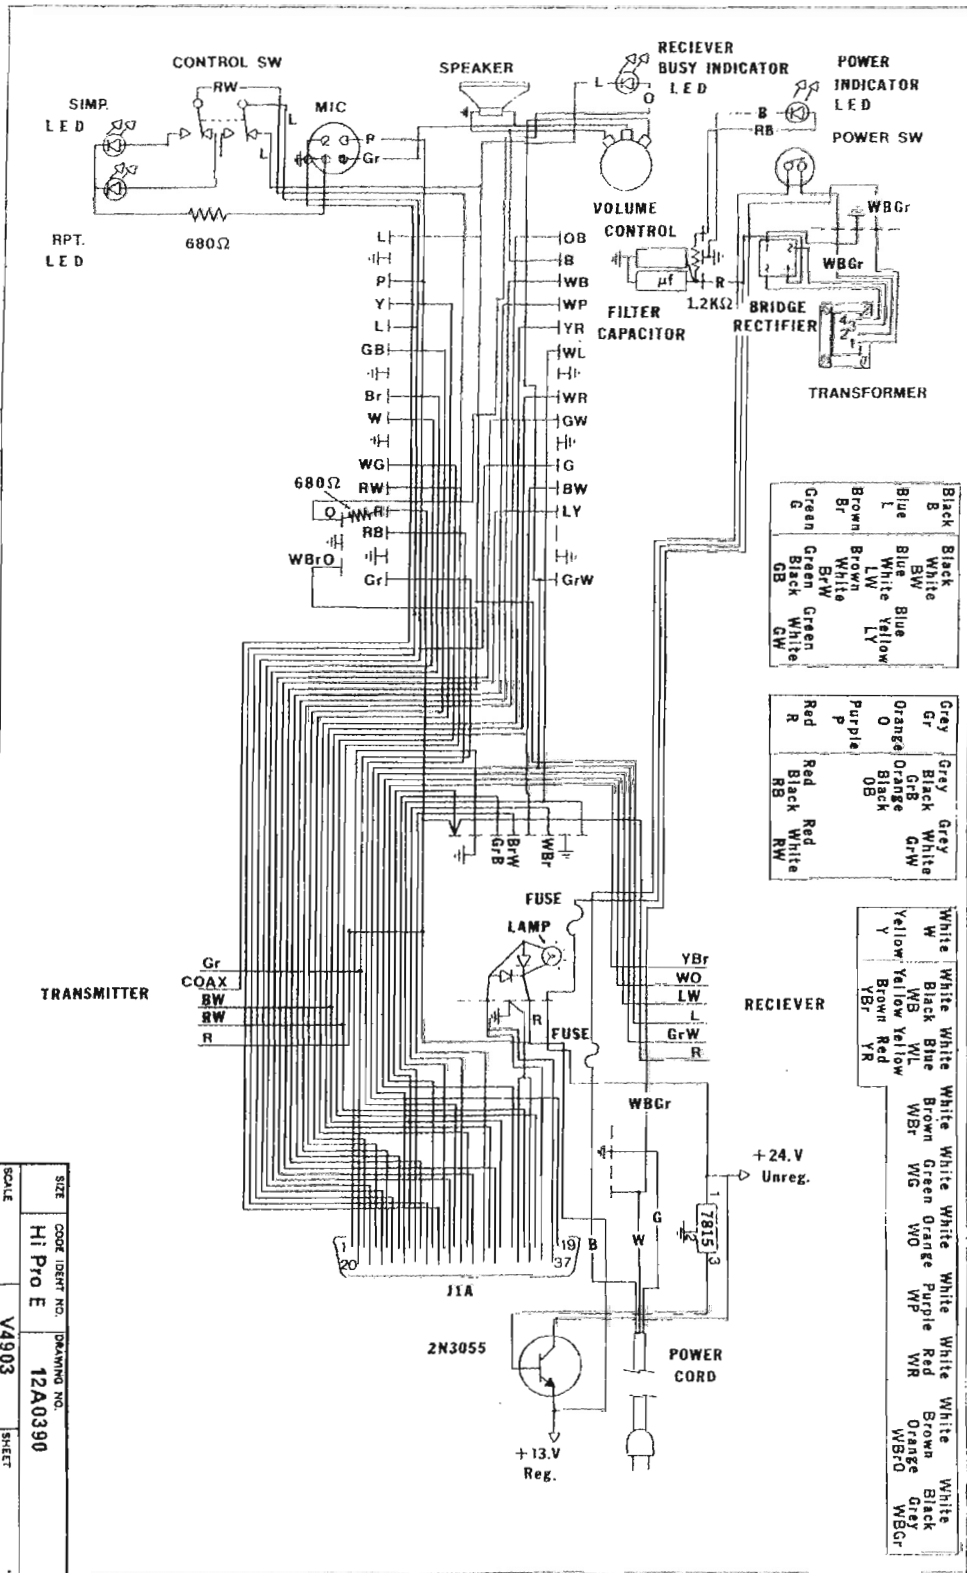 CONTROL SW
RW
L
L
SIMP.
LED
RPT.
LED
680Ω
MIC
2
P
Gr
SPEAKER
RECIEVER
BUSY INDICATOR
LED
L
O
POWER
INDICATOR
LED
B
RB
POWER SW
VOLUME
CONTROL
µf
R
1.2KΩ
FILTER
CAPACITOR
WBGr
WBGr
BRIDGE
RECTIFIER
4
3
2
1
TRANSFORMER
L
P
Y
L
GB
Br
W
WG
RW
680Ω
O
R
RB
WBrO
Gr
OB
B
WB
WP
YR
WL
WR
GW
G
BW
LY
GrW
Black
B
Black
White
BW
Blue
L
Blue
White
LW
Blue
Yellow
LY
Brown
Br
Brown
White
BrW
Green
G
Green
Black
GB
Green
White
GW
Grey
Gr
Grey
Black
GrB
Grey
White
GrW
Orange
O
Orange
Black
OB
Purple
P
Red
R
Red
Black
RB
Red
White
RW
White
W
White
Black
WB
White
Blue
WL
White
Brown
WBr
White
Green
WG
White
Orange
WO
White
Purple
WP
White
Red
WR
White
Brown
Orange
WBrO
White
Black
Grey
WBGr
Yellow
Y
Yellow
Brown
YBr
Yellow
Red
YR
GrB
BrW
WBr
FUSE
LAMP
R
FUSE
TRANSMITTER
Gr
COAX
BW
RW
R
YBr
WO
LW
L
GrW
R
RECIEVER
WBGr
+24.V
Unreg.
1
7815
2
3
G
W
B
1
19
20
37
J1A
2N3055
POWER
CORD
+13.V
Reg.
SIZE
CODE IDENT NO.
Hi Pro E
DRAWING NO.
12A0390
SCALE
V4903
SHEET